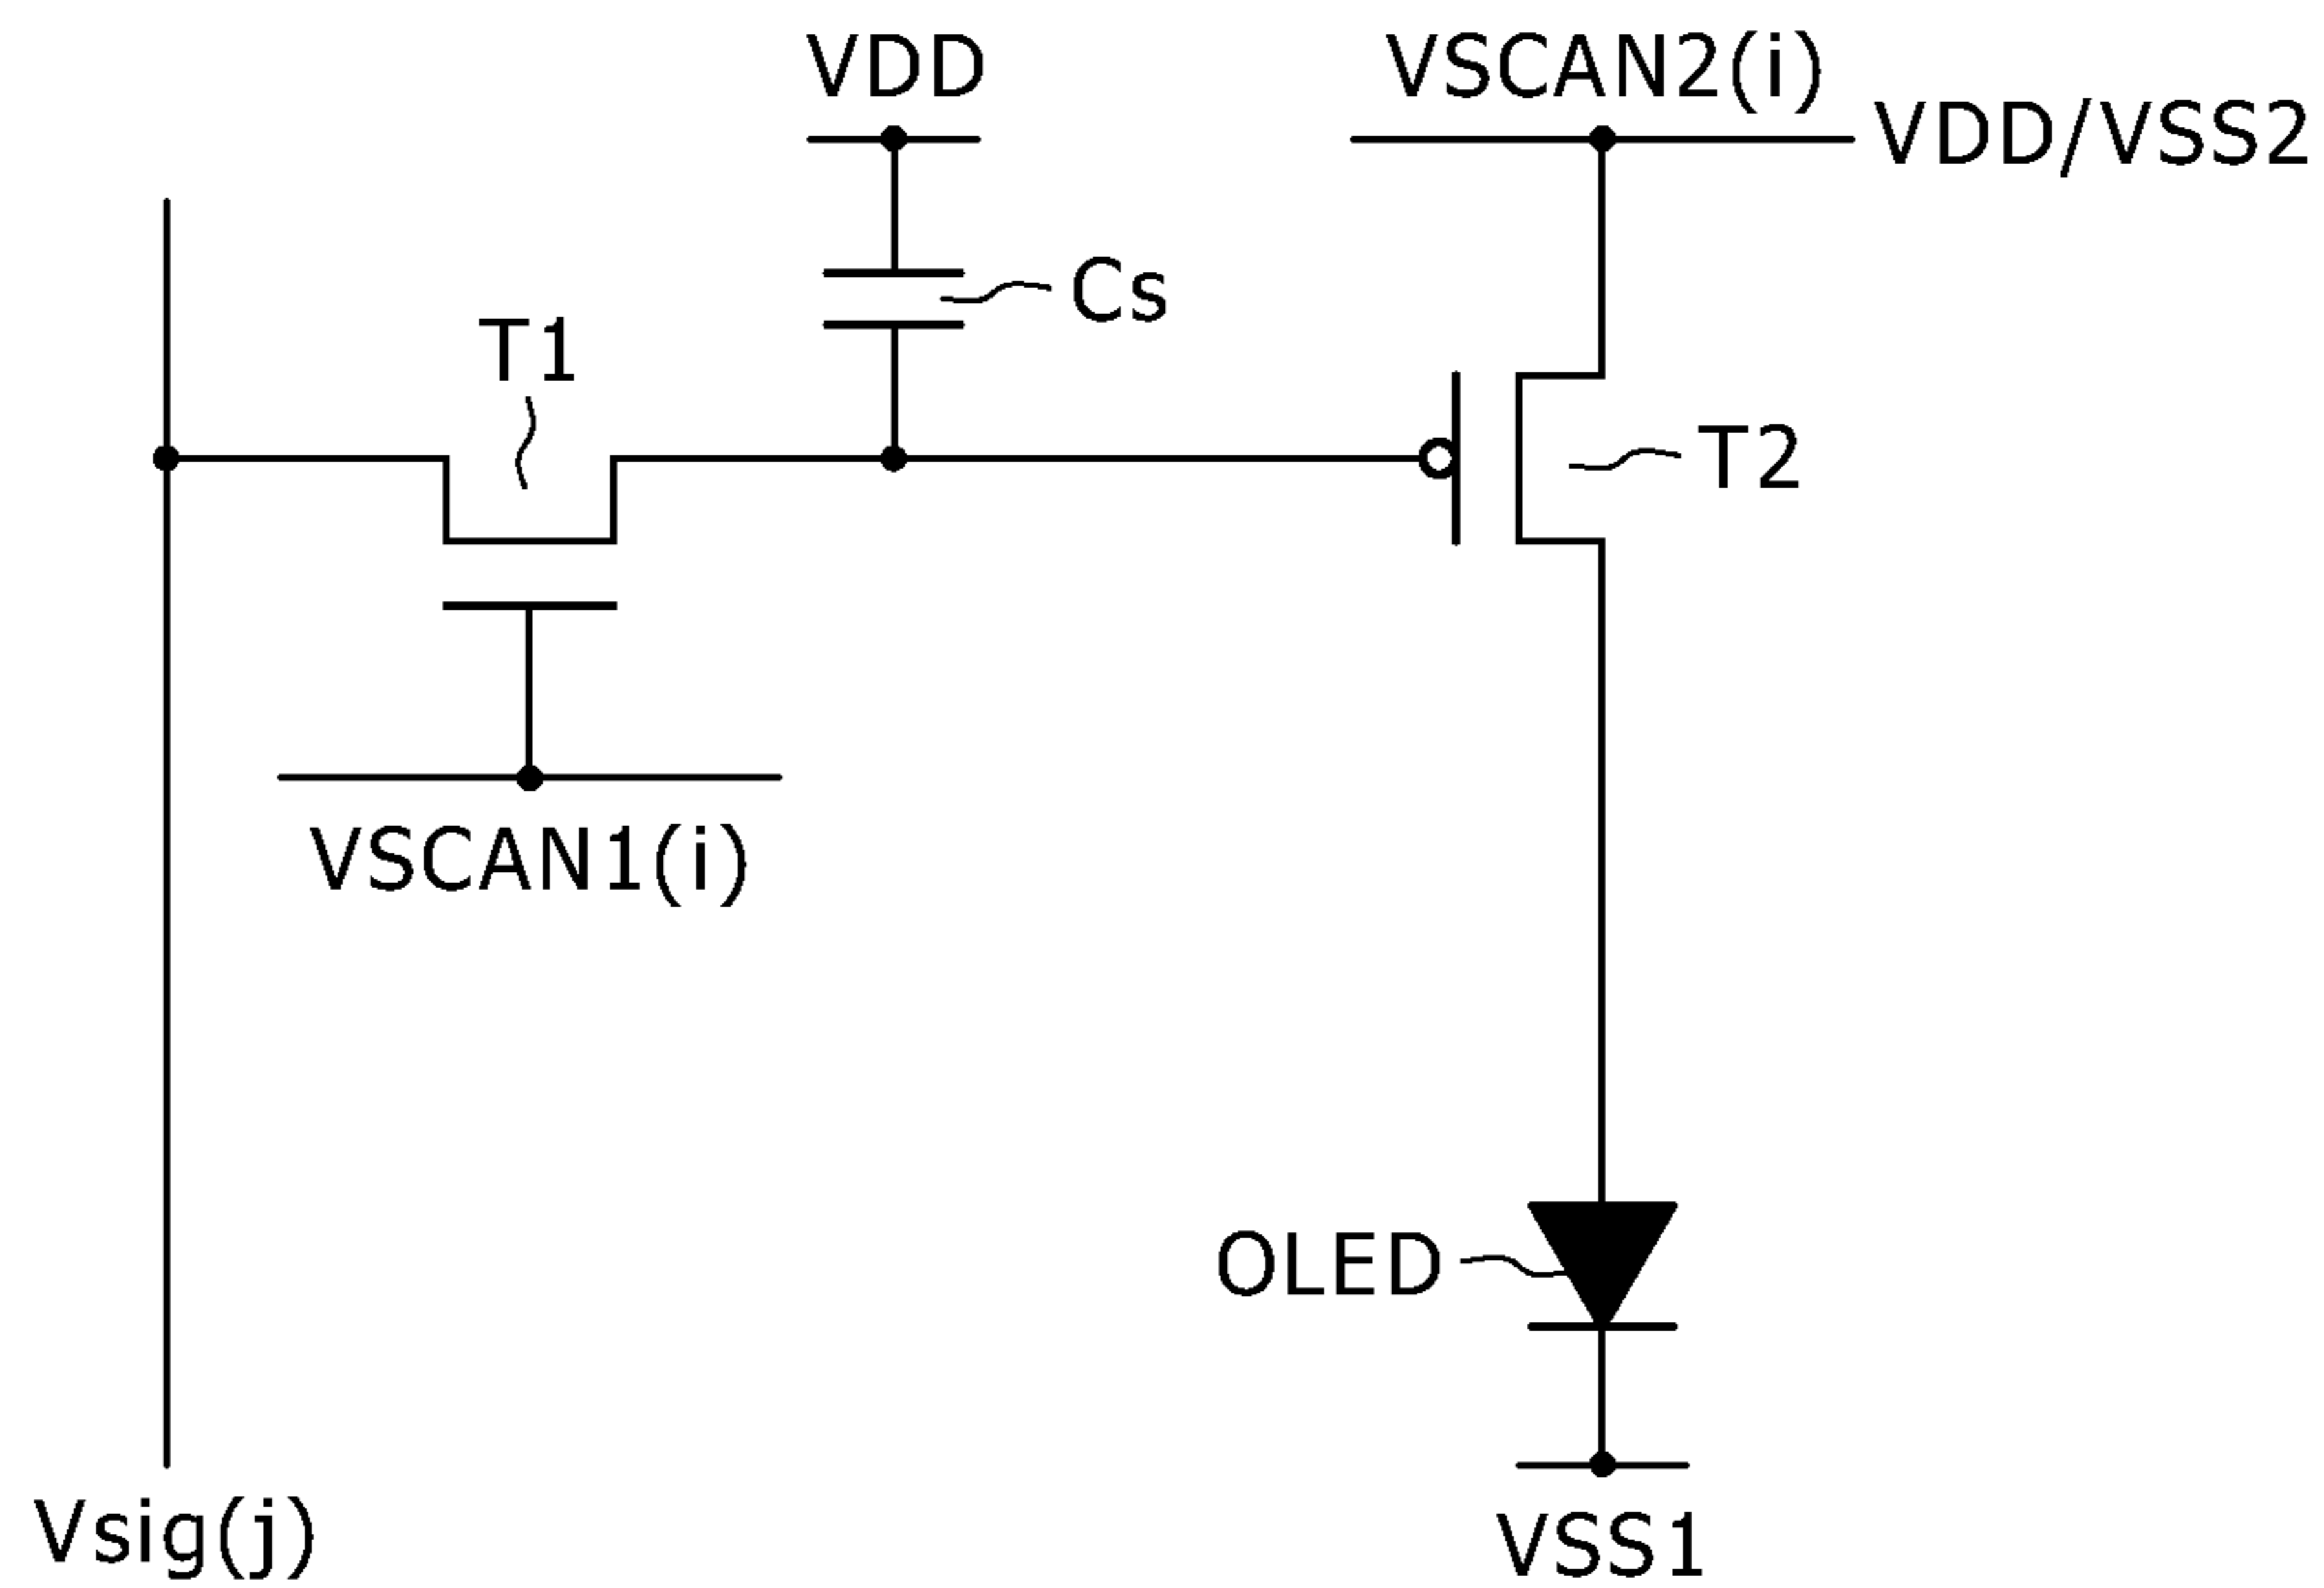 VDD
VSCAN2(i)
VDD/VSS2
Cs
T1
T2
VSCAN1(i)
OLED
Vsig(j)
VSS1